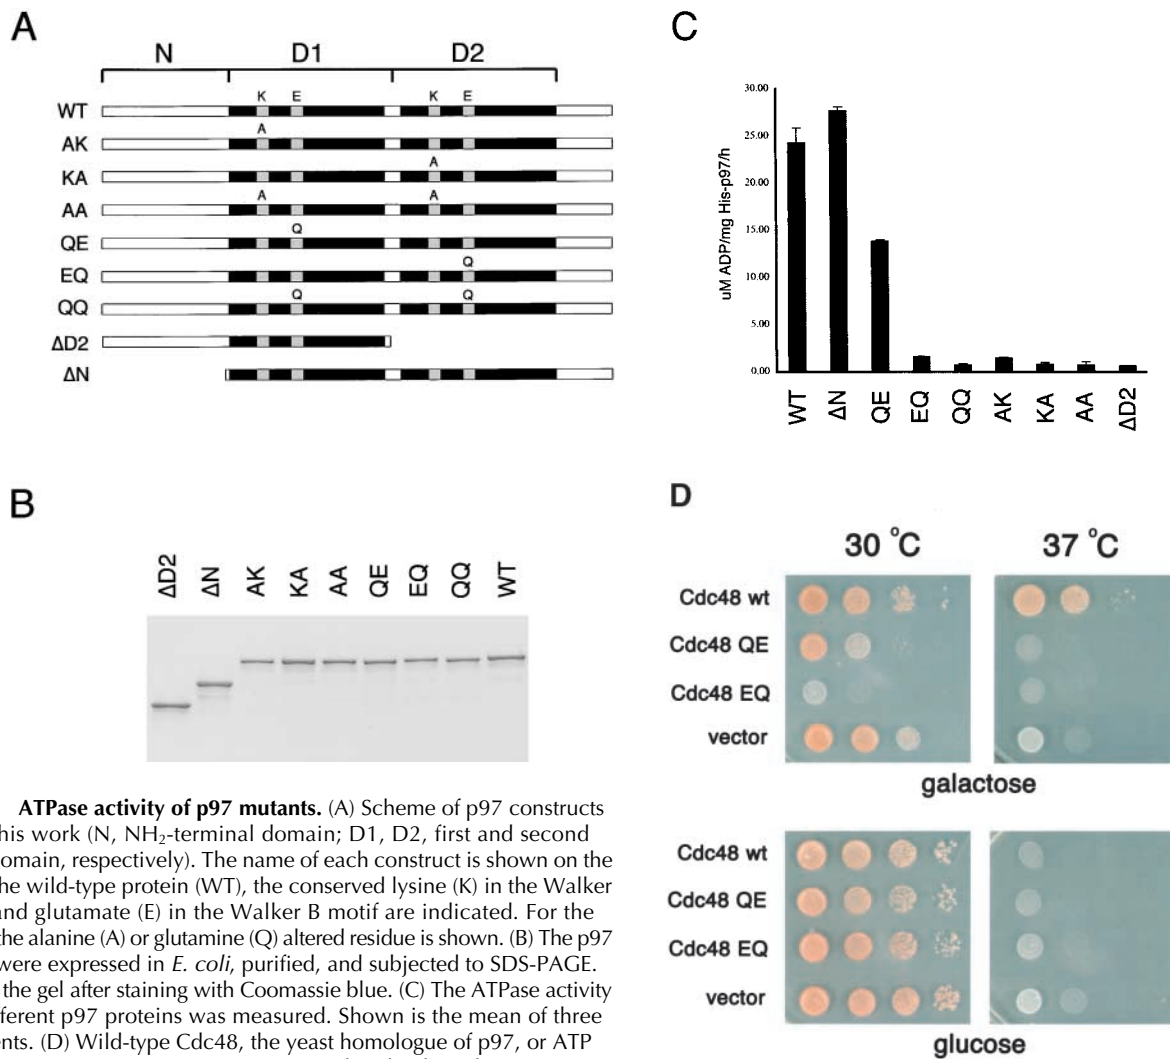 A
N D1 D2
K E K E
WT
A
AK
A
KA
A A
AA
Q
QE
Q
EQ
Q Q
QQ
ΔD2
ΔN
B
ΔD2 ΔN AK KA AA QE EQ QQ WT
ATPase activity of p97 mutants. (A) Scheme of p97 constructs
his work (N, NH₂-terminal domain; D1, D2, first and second
omain, respectively). The name of each construct is shown on the
he wild-type protein (WT), the conserved lysine (K) in the Walker
and glutamate (E) in the Walker B motif are indicated. For the
the alanine (A) or glutamine (Q) altered residue is shown. (B) The p97
were expressed in E. coli, purified, and subjected to SDS-PAGE.
the gel after staining with Coomassie blue. (C) The ATPase activity
fferent p97 proteins was measured. Shown is the mean of three
ents. (D) Wild-type Cdc48, the yeast homologue of p97, or ATP
C
uM ADP/mg His-p97/h
30.00
25.00
20.00
15.00
10.00
5.00
0.00
WT ΔN QE EQ QQ AK KA AA ΔD2
D
30 °C 37 °C
Cdc48 wt
Cdc48 QE
Cdc48 EQ
vector
galactose
Cdc48 wt
Cdc48 QE
Cdc48 EQ
vector
glucose